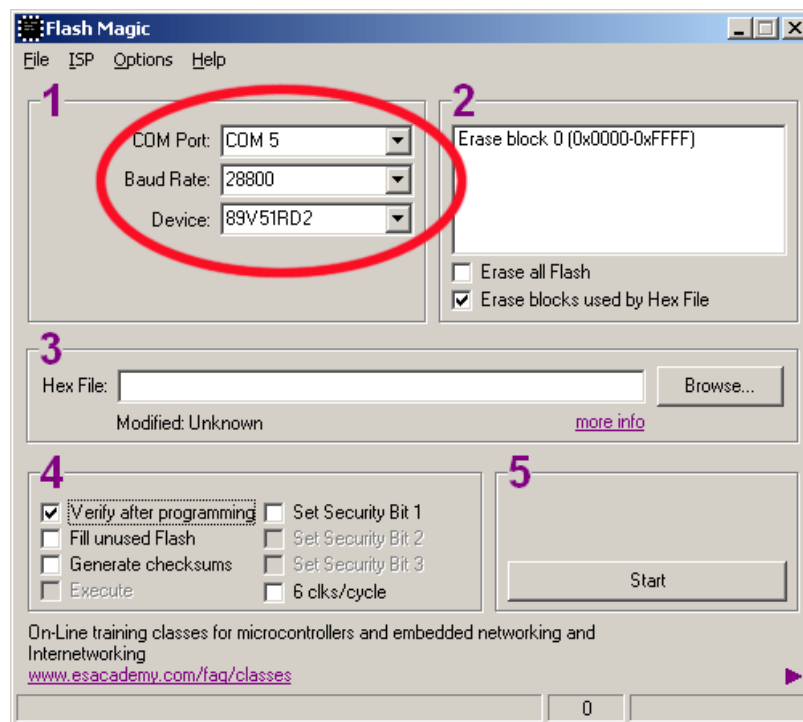 Flash Magic
File ISP Options Help
1
COM Port: COM 5
Baud Rate: 28800
Device: 89V51RD2
2
Erase block 0 (0x0000-0xFFFF)
Erase all Flash
Erase blocks used by Hex File
3
Hex File:
Browse...
Modified: Unknown
more info
4
Verify after programming
Set Security Bit 1
Fill unused Flash
Set Security Bit 2
Generate checksums
Set Security Bit 3
Execute
6 clks/cycle
5
Start
On-Line training classes for microcontrollers and embedded networking and
Internetworking
www.esacademy.com/faq/classes
0